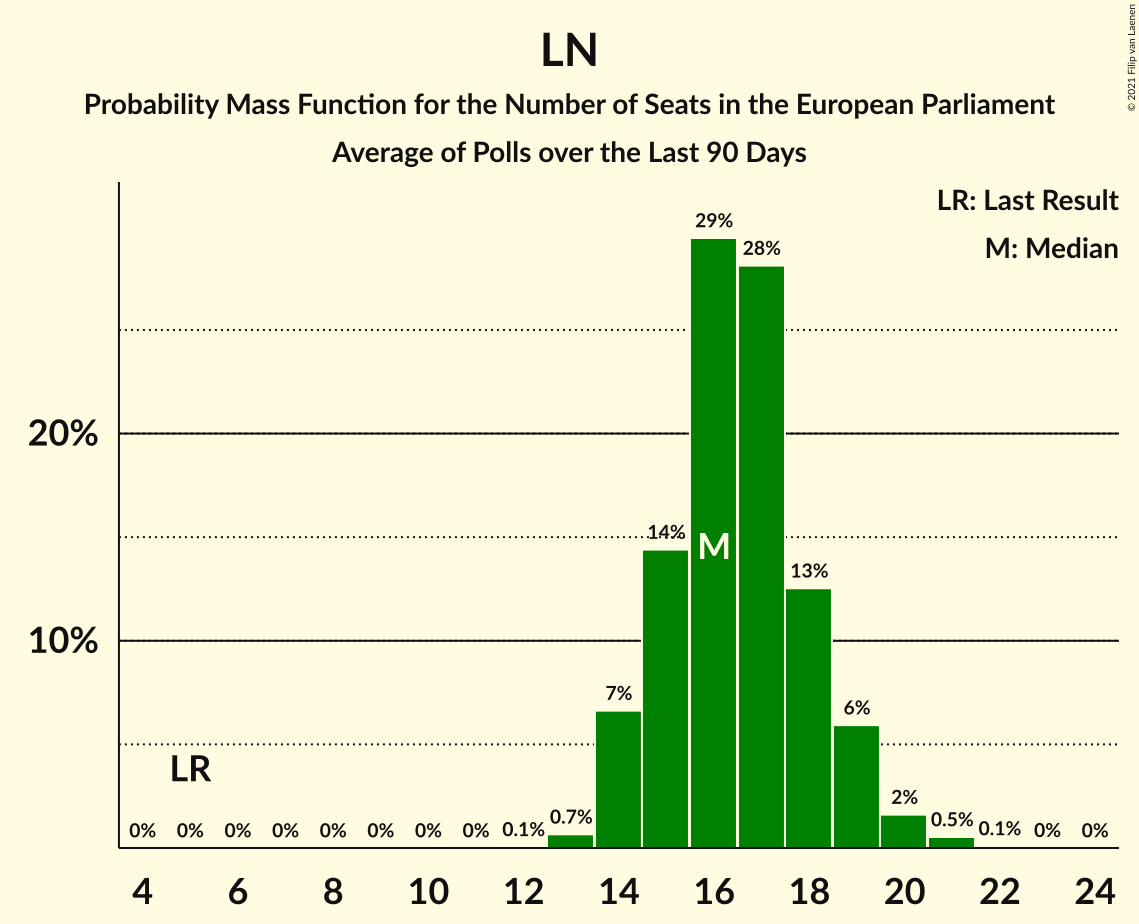 LN
Probability Mass Function for the Number of Seats in the European Parliament
Average of Polls over the Last 90 Days
© 2021 Filip van Laenen
LR: Last Result
M: Median
29%
28%
20%
14%
M
13%
10%
7%
6%
LR
0% 0% 0% 0% 0% 0% 0% 0% 0.1% 0.7% 2% 0.5% 0.1% 0% 0%
4 6 8 10 12 14 16 18 20 22 24